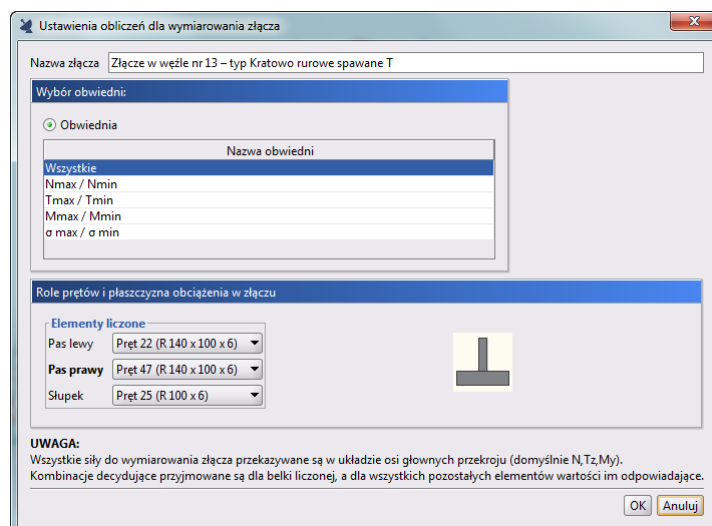 Ustawienia obliczeń dla wymiarowania złącza
x
Nazwa złącza Złącze w węźle nr 13 – typ Kratowo rurowe spawane T
Wybór obwiedni:
Obwiednia
Nazwa obwiedni
Wszystkie
Nmax / Nmin
Tmax / Tmin
Mmax / Mmin
σ max / σ min
Role prętów i płaszczyzna obciążenia w złączu
Elementy liczone
Pas lewy Pręt 22 (R 140 x 100 x 6)
Pas prawy Pręt 47 (R 140 x 100 x 6)
Słupek Pręt 25 (R 100 x 6)
UWAGA:
Wszystkie siły do wymiarowania złącza przekazywane są w układzie osi głownych przekroju (domyślnie N,Tz,My).
Kombinacje decydujące przyjmowane są dla belki liczonej, a dla wszystkich pozostałych elementów wartości im odpowiadające.
OK Anuluj